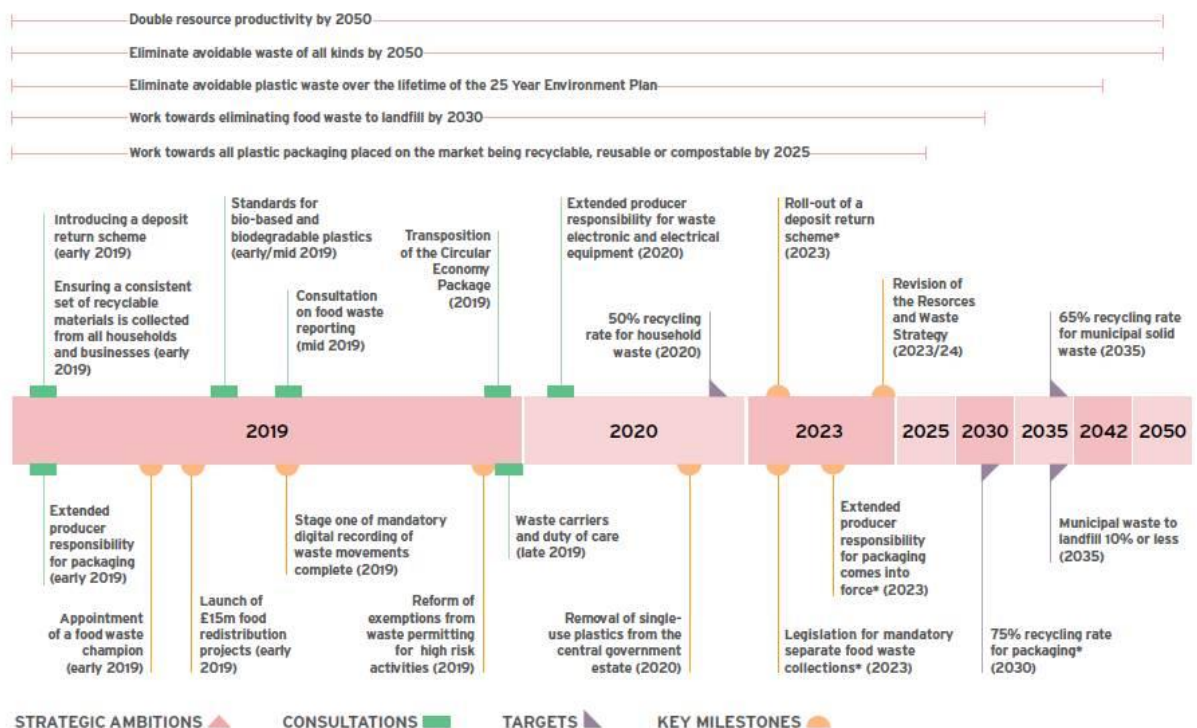 Double resource productivity by 2050
Eliminate avoidable waste of all kinds by 2050
Eliminate avoidable plastic waste over the lifetime of the 25 Year Environment Plan
Work towards eliminating food waste to landfill by 2030
Work towards all plastic packaging placed on the market being recyclable, reusable or compostable by 2025
Introducing a deposit
return scheme
(early 2019)
Ensuring a consistent
set of recyclable
materials is collected
from all households
and businesses (early
2019)
Standards for
bio-based and
biodegradable plastics
(early/mid 2019)
Consultation
on food waste
reporting
(mid 2019)
Transposition
of the Circular
Economy
Package
(2019)
Extended producer
responsibility for waste
electronic and electrical
equipment (2020)
50% recycling
rate for household
waste (2020)
Roll-out of a
deposit return
scheme*
(2023)
Revision of
the Resorces
and Waste
Strategy
(2023/24)
65% recycling rate
for municipal solid
waste (2035)
2019
2020
2023
2025
2030
2035
2042
2050
Extended
producer
responsibility
for packaging
(early 2019)
Appointment
of a food waste
champion
(early 2019)
Launch of
£15m food
redistribution
projects (early
2019)
Stage one of mandatory
digital recording of
waste movements
complete (2019)
Reform of
exemptions from
waste permitting
for high risk
activities (2019)
Waste carriers
and duty of care
(late 2019)
Removal of single-
use plastics from the
central government
estate (2020)
Legislation for mandatory
separate food waste
collections* (2023)
Extended
producer
responsibility
for packaging
comes into
force* (2023)
75% recycling rate
for packaging*
(2030)
Municipal waste to
landfill 10% or less
(2035)
STRATEGIC AMBITIONS
CONSULTATIONS
TARGETS
KEY MILESTONES